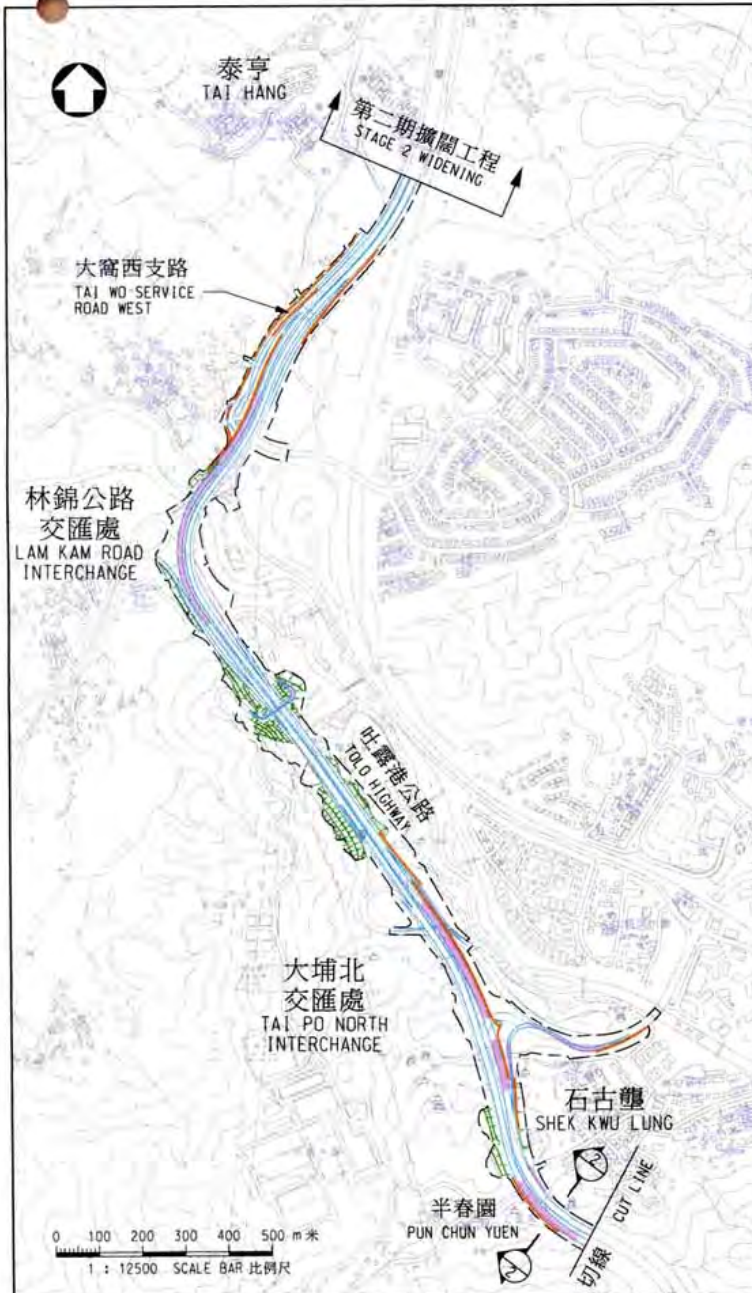 泰亨
TAI HANG
第二期擴闊工程
STAGE 2 WIDENING
大窩西支路
TAI WO SERVICE
ROAD WEST
林錦公路
交匯處
LAM KAM ROAD
INTERCHANGE
吐露港公路
TOLO HIGHWAY
大埔北
交匯處
TAI PO NORTH
INTERCHANGE
石古壟
SHEK KWU LUNG
半春園
PUN CHUN YUEN
切線
CUT LINE
0 100 200 300 400 500 m米
1 : 12500 SCALE BAR 比例尺